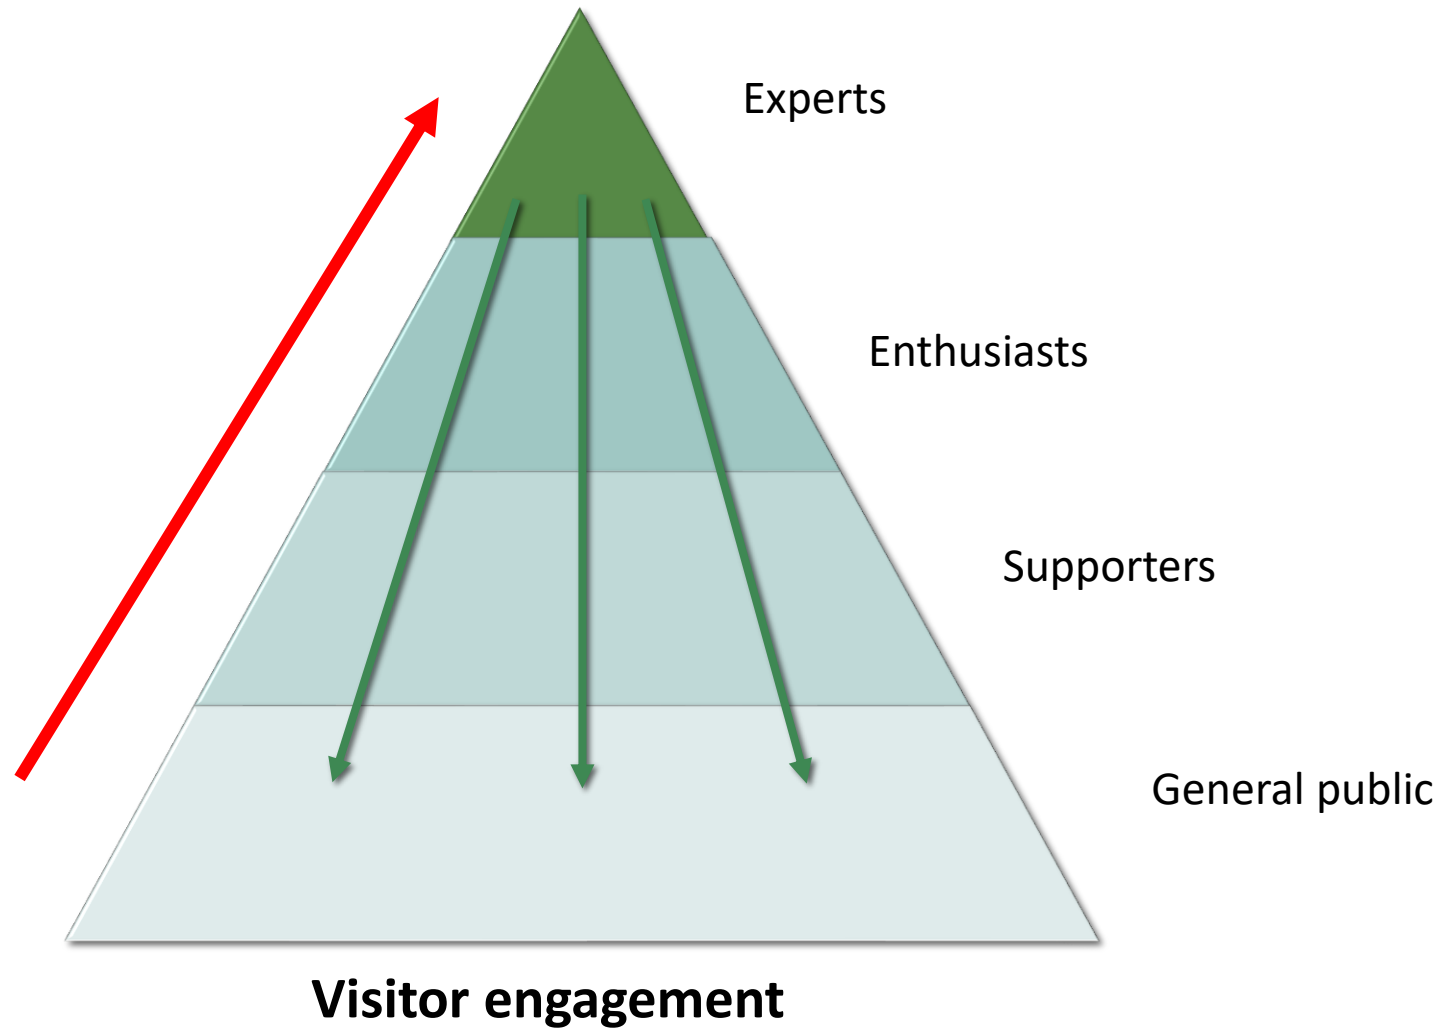 Experts
Enthusiasts
Supporters
General public
Visitor engagement